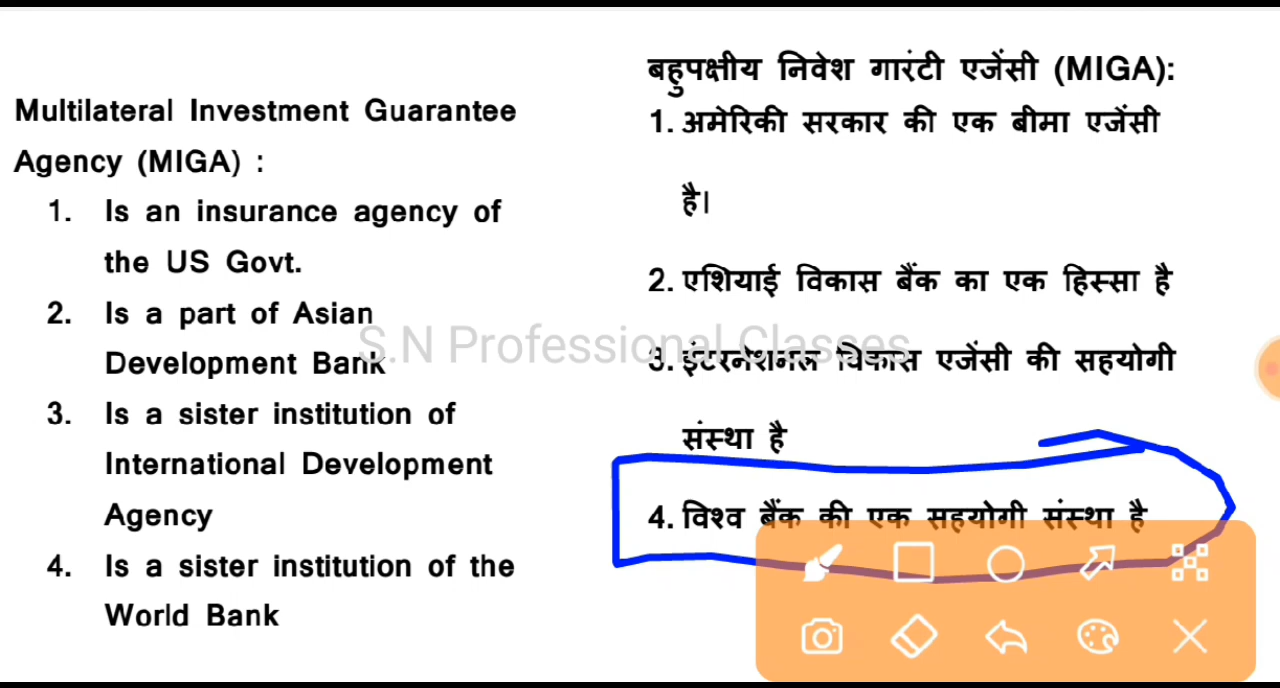 Multilateral Investment Guarantee
Agency (MIGA) :
1. Is an insurance agency of
the US Govt.
2. Is a part of Asian
Development Bank
3. Is a sister institution of
International Development
Agency
4. Is a sister institution of the
World Bank
बहुपक्षीय निवेश गारंटी एजेंसी (MIGA):
1. अमेरिकी सरकार की एक बीमा एजेंसी
है।
2. एशियाई विकास बैंक का एक हिस्सा है
3. इंटरनेशनल विकास एजेंसी की सहयोगी
संस्था है
4. विश्व बैंक की एक सहयोगी संस्था है
S.N Professional Classes